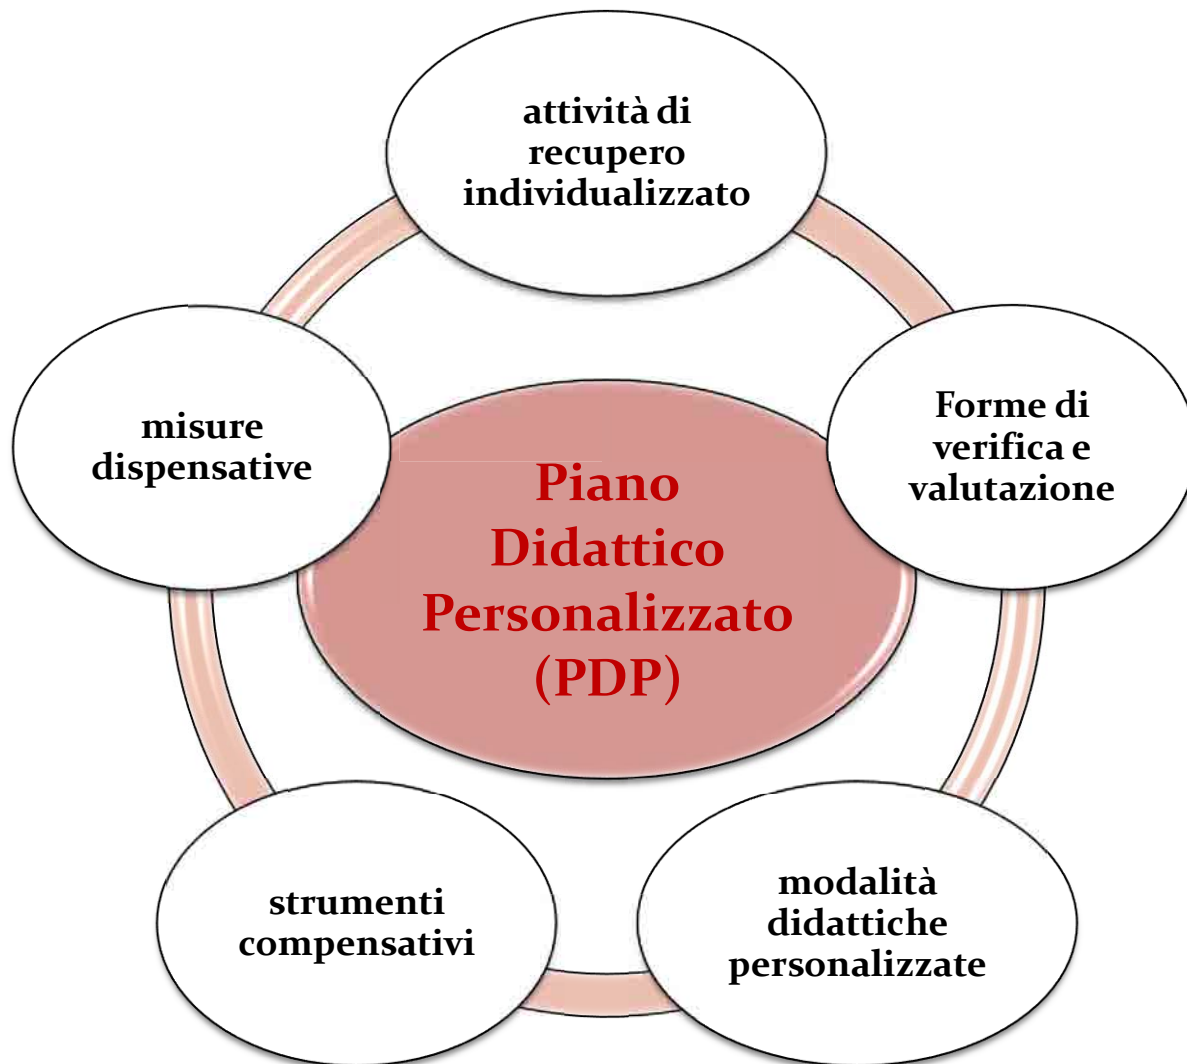 attività di
recupero
individualizzato
Forme di
verifica e
valutazione
modalità
didattiche
personalizzate
strumenti
compensativi
misure
dispensative
Piano
Didattico
Personalizzato
(PDP)